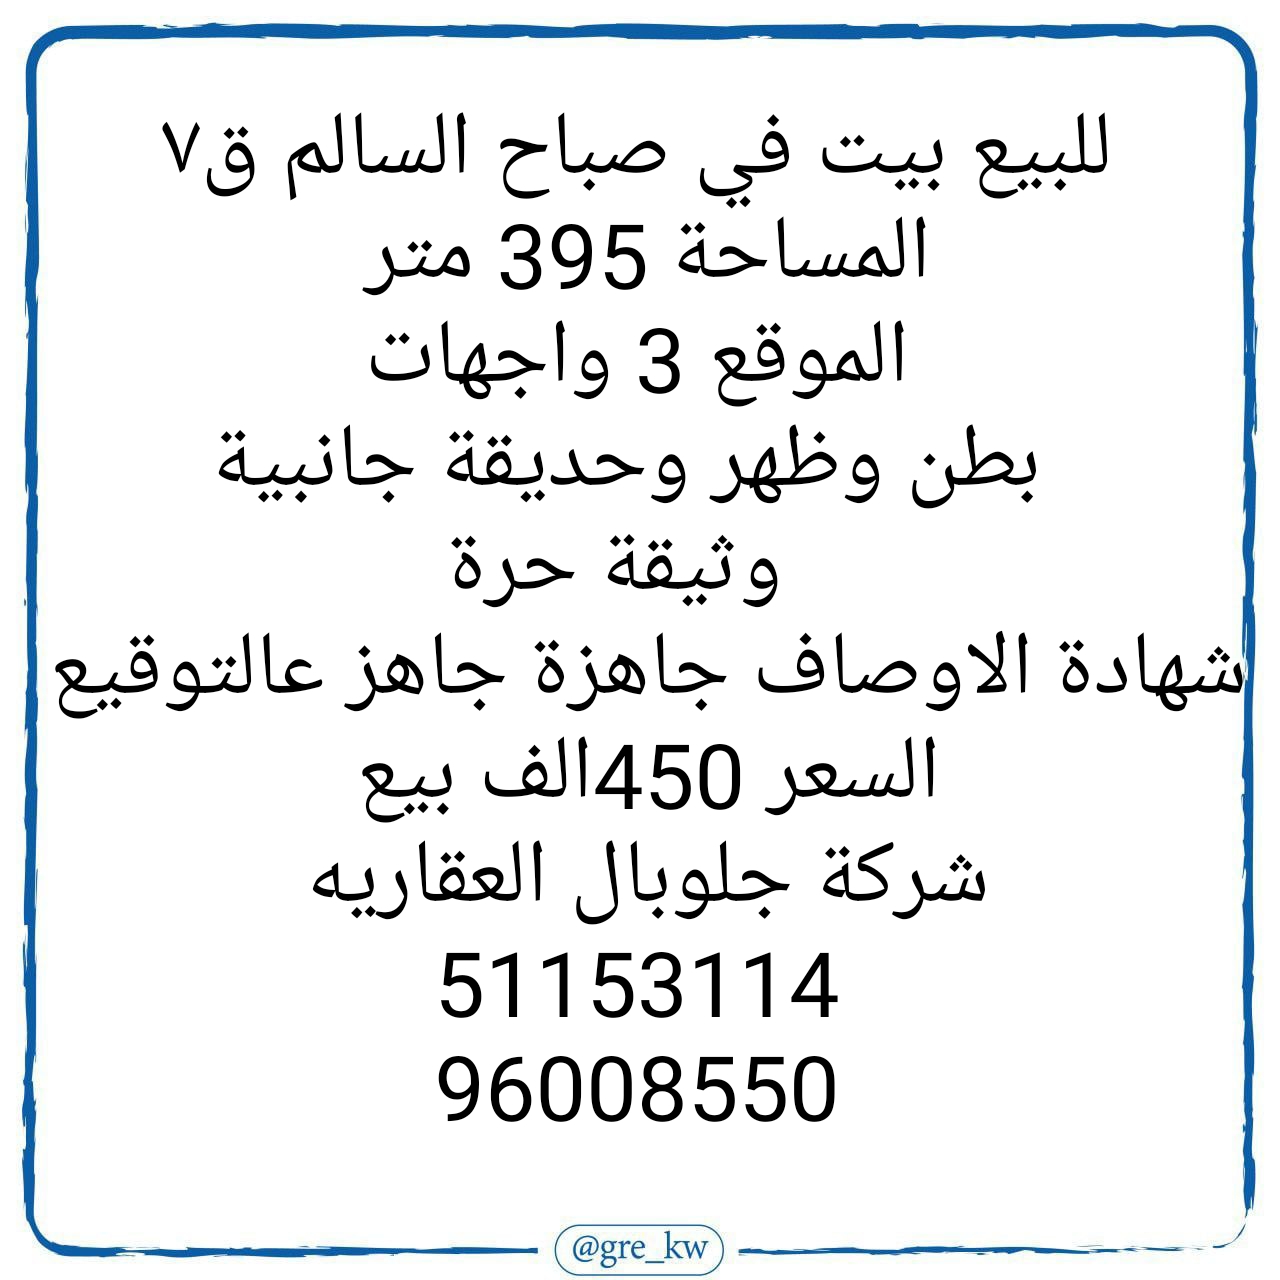 للبيع بيت في صباح السالم ق٧
المساحة 395 متر
الموقع 3 واجهات
بطن وظهر وحديقة جانبية
وثيقة حرة
شهادة الاوصاف جاهزة جاهز عالتوقيع
السعر 450الف بيع
شركة جلوبال العقاريه
51153114
96008550
@gre_kw